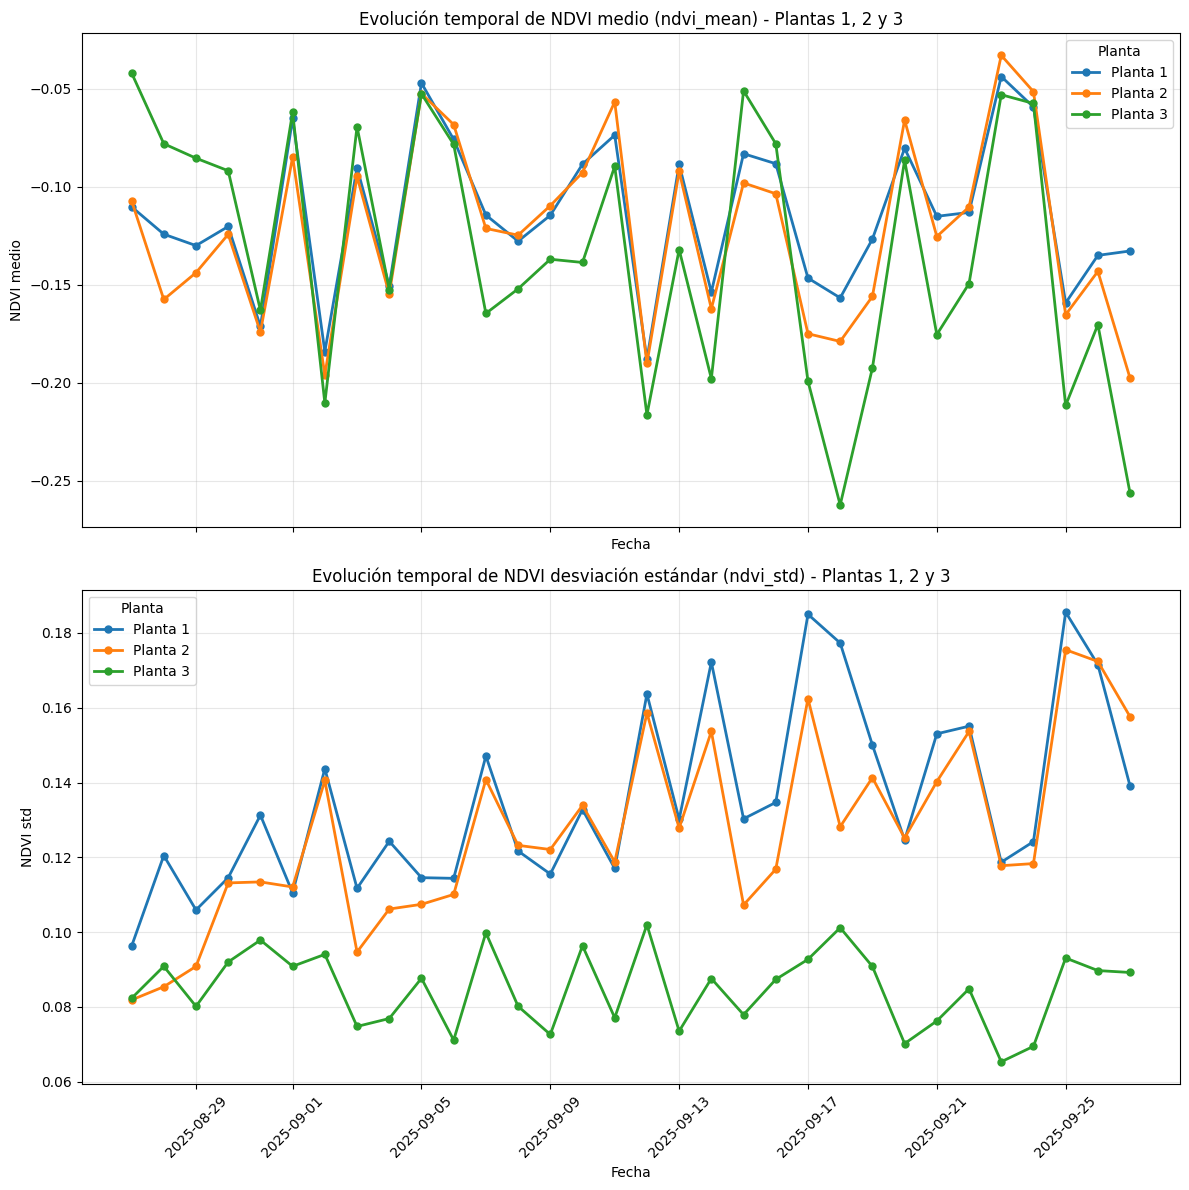 Evolución temporal de NDVI medio (ndvi_mean) - Plantas 1, 2 y 3
Planta
Planta 1
Planta 2
Planta 3
NDVI medio
−0.05
−0.10
−0.15
−0.20
−0.25
Fecha
Evolución temporal de NDVI desviación estándar (ndvi_std) - Plantas 1, 2 y 3
Planta
Planta 1
Planta 2
Planta 3
NDVI std
0.18
0.16
0.14
0.12
0.10
0.08
0.06
2025-08-29
2025-09-01
2025-09-05
2025-09-09
2025-09-13
2025-09-17
2025-09-21
2025-09-25
Fecha